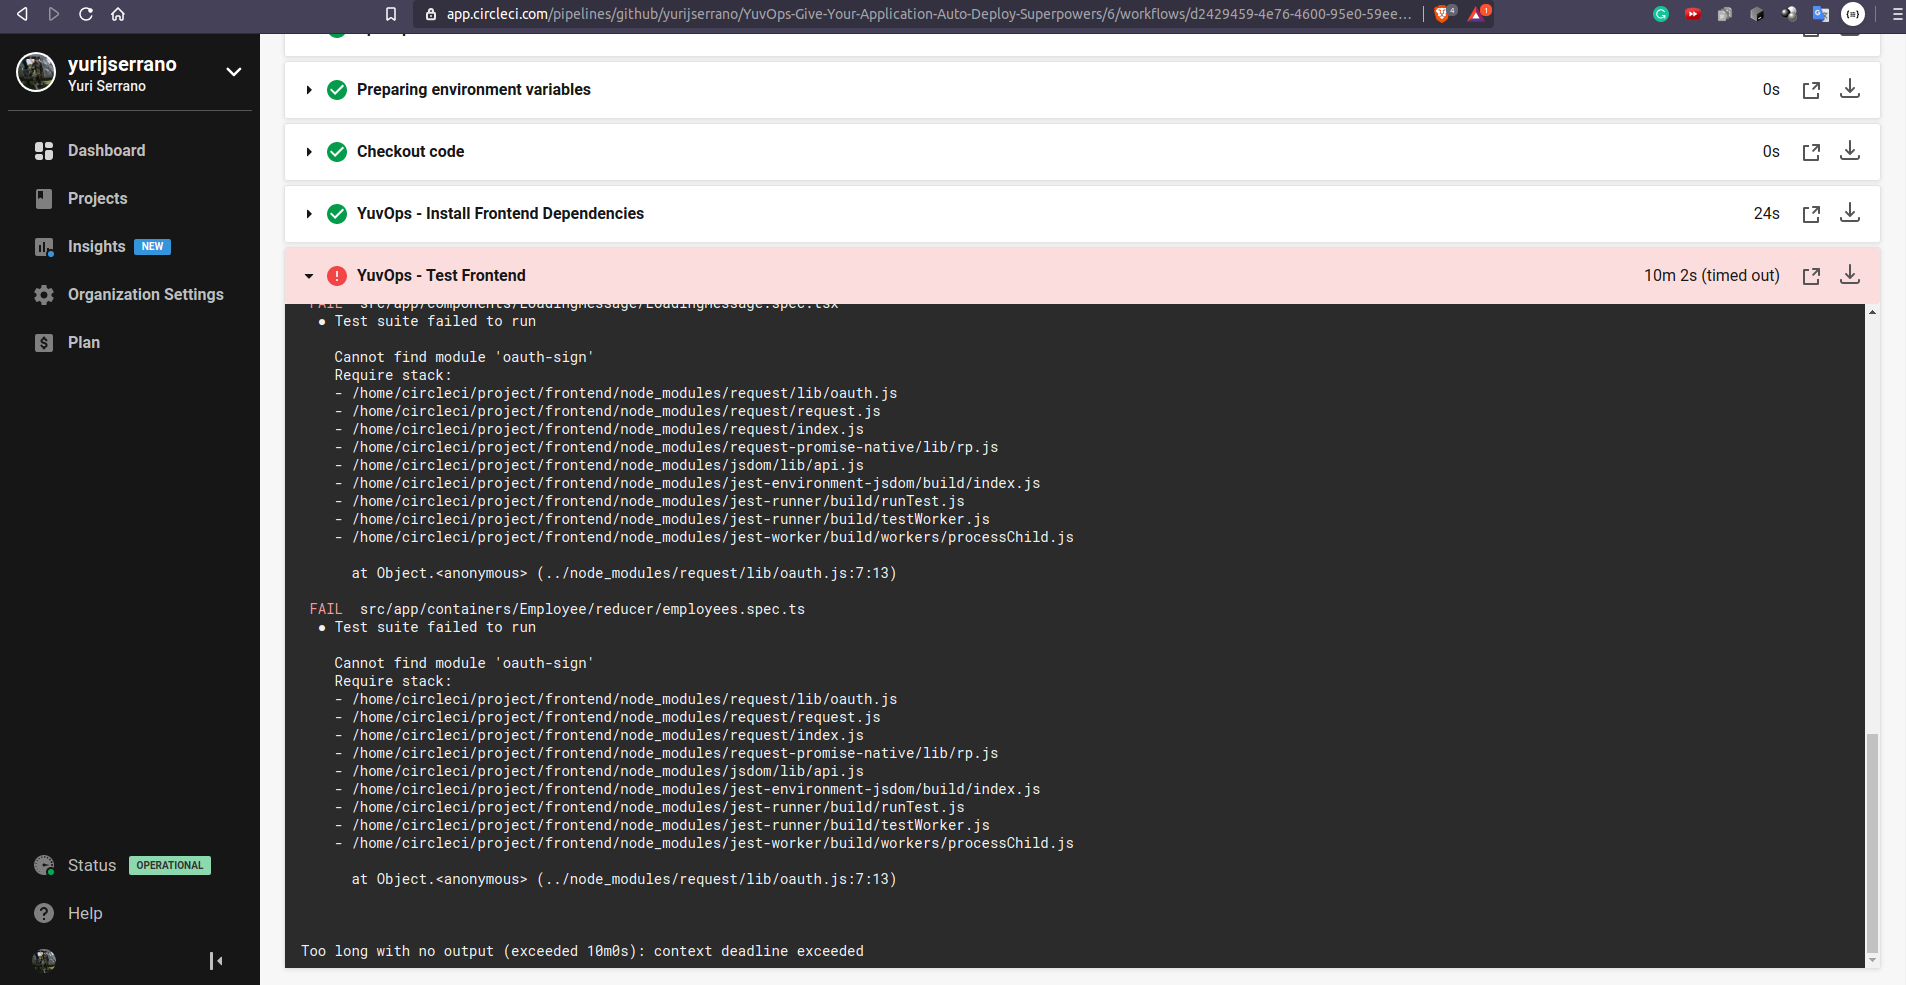 app.circleci.com/pipelines/github/yurijserrano/YuvOps-Give-Your-Application-Auto-Deploy-Superpowers/6/workflows/d2429459-4e76-4600-95e0-59ee...
4
1
yurijserrano
Yuri Serrano
Dashboard
Projects
Insights NEW
Organization Settings
Plan
Status OPERATIONAL
Help
Preparing environment variables 0s
Checkout code 0s
YuvOps - Install Frontend Dependencies 24s
YuvOps - Test Frontend 10m 2s (timed out)
FAIL src/app/components/LoadingMessage/LoadingMessage.spec.tsx
● Test suite failed to run
Cannot find module 'oauth-sign'
Require stack:
- /home/circleci/project/frontend/node_modules/request/lib/oauth.js
- /home/circleci/project/frontend/node_modules/request/request.js
- /home/circleci/project/frontend/node_modules/request/index.js
- /home/circleci/project/frontend/node_modules/request-promise-native/lib/rp.js
- /home/circleci/project/frontend/node_modules/jsdom/lib/api.js
- /home/circleci/project/frontend/node_modules/jest-environment-jsdom/build/index.js
- /home/circleci/project/frontend/node_modules/jest-runner/build/runTest.js
- /home/circleci/project/frontend/node_modules/jest-runner/build/testWorker.js
- /home/circleci/project/frontend/node_modules/jest-worker/build/workers/processChild.js
at Object.<anonymous> (../node_modules/request/lib/oauth.js:7:13)
FAIL src/app/containers/Employee/reducer/employees.spec.ts
● Test suite failed to run
Cannot find module 'oauth-sign'
Require stack:
- /home/circleci/project/frontend/node_modules/request/lib/oauth.js
- /home/circleci/project/frontend/node_modules/request/request.js
- /home/circleci/project/frontend/node_modules/request/index.js
- /home/circleci/project/frontend/node_modules/request-promise-native/lib/rp.js
- /home/circleci/project/frontend/node_modules/jsdom/lib/api.js
- /home/circleci/project/frontend/node_modules/jest-environment-jsdom/build/index.js
- /home/circleci/project/frontend/node_modules/jest-runner/build/runTest.js
- /home/circleci/project/frontend/node_modules/jest-runner/build/testWorker.js
- /home/circleci/project/frontend/node_modules/jest-worker/build/workers/processChild.js
at Object.<anonymous> (../node_modules/request/lib/oauth.js:7:13)
Too long with no output (exceeded 10m0s): context deadline exceeded